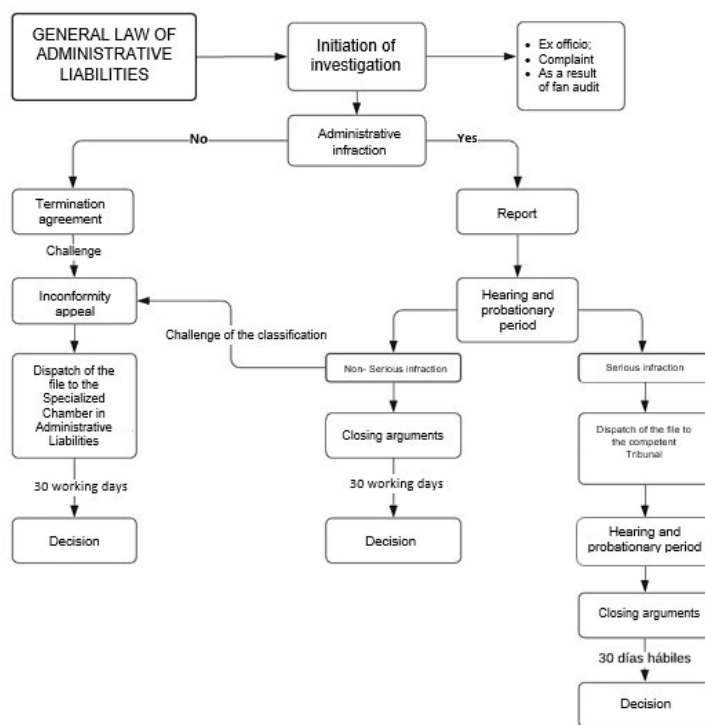 GENERAL LAW OF
ADMINISTRATIVE
LIABILITIES
Initiation of
investigation
• Ex officio;
• Complaint
• As a result
of fan audit
Administrative
infraction
No
Yes
Termination
agreement
Report
Challenge
Inconformity
appeal
Hearing and
probationary
period
Challenge of the classification
Non- Serious infraction
Serious infraction
Dispatch of the
file to the
Specialized
Chamber in
Administrative
Liabilities
Closing arguments
Dispatch of the file to
the competent
Tribunal
30 working days
30 working days
Decision
Decision
Hearing and
probationary period
Closing arguments
30 días hábiles
Decision